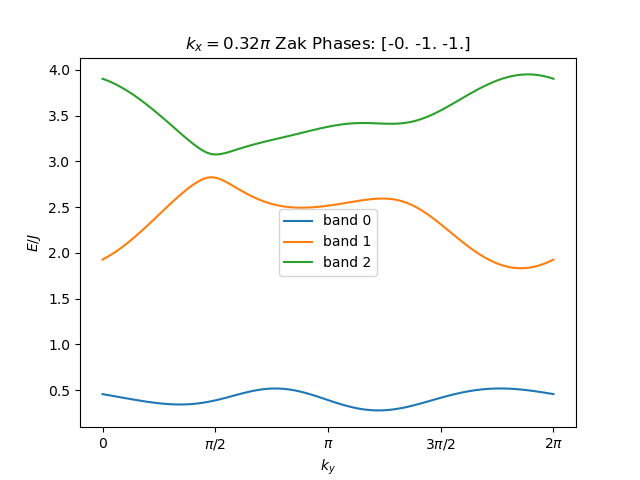 k_x = 0.32π Zak Phases: [-0. -1. -1.]
4.0
3.5
3.0
2.5
2.0
1.5
1.0
0.5
E/J
band 0
band 1
band 2
0 π/2 π 3π/2 2π
k_y